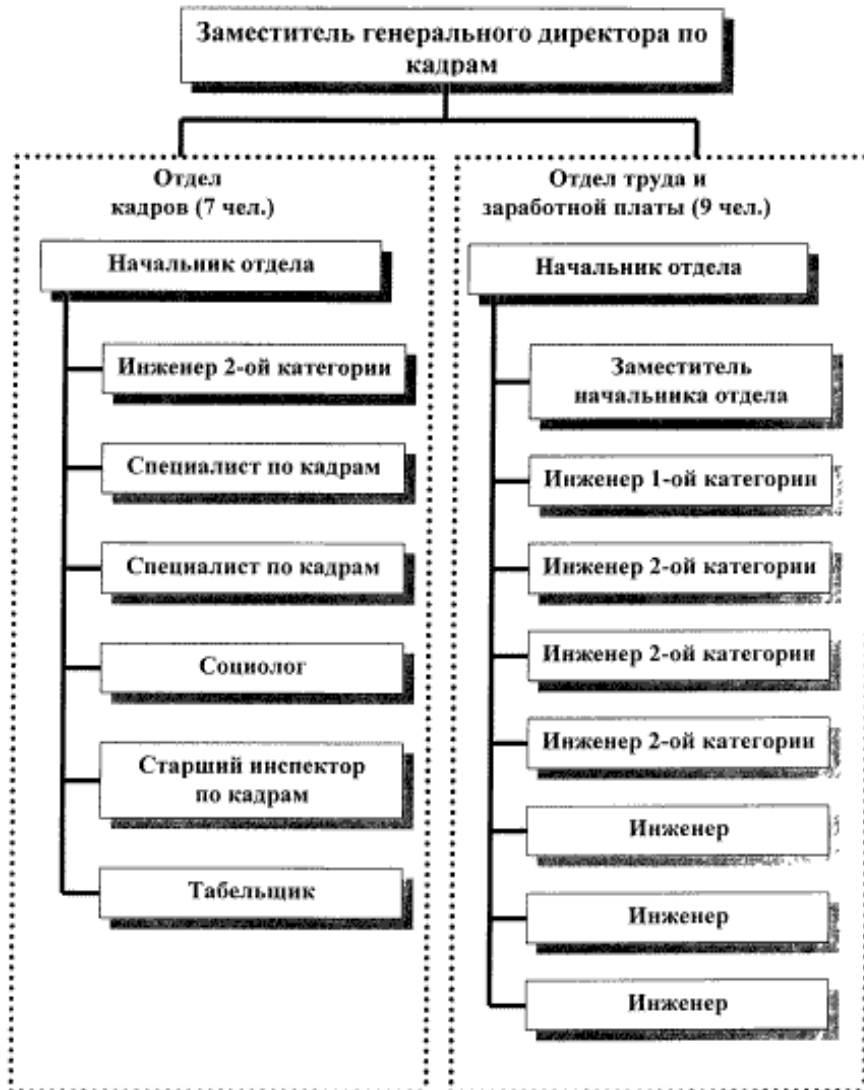 Заместитель генерального директора по
кадрам
Отдел
кадров (7 чел.)
Начальник отдела
Инженер 2-ой категории
Специалист по кадрам
Специалист по кадрам
Социолог
Старший инспектор
по кадрам
Табельщик
Отдел труда и
заработной платы (9 чел.)
Начальник отдела
Заместитель
начальника отдела
Инженер 1-ой категории
Инженер 2-ой категории
Инженер 2-ой категории
Инженер 2-ой категории
Инженер
Инженер
Инженер